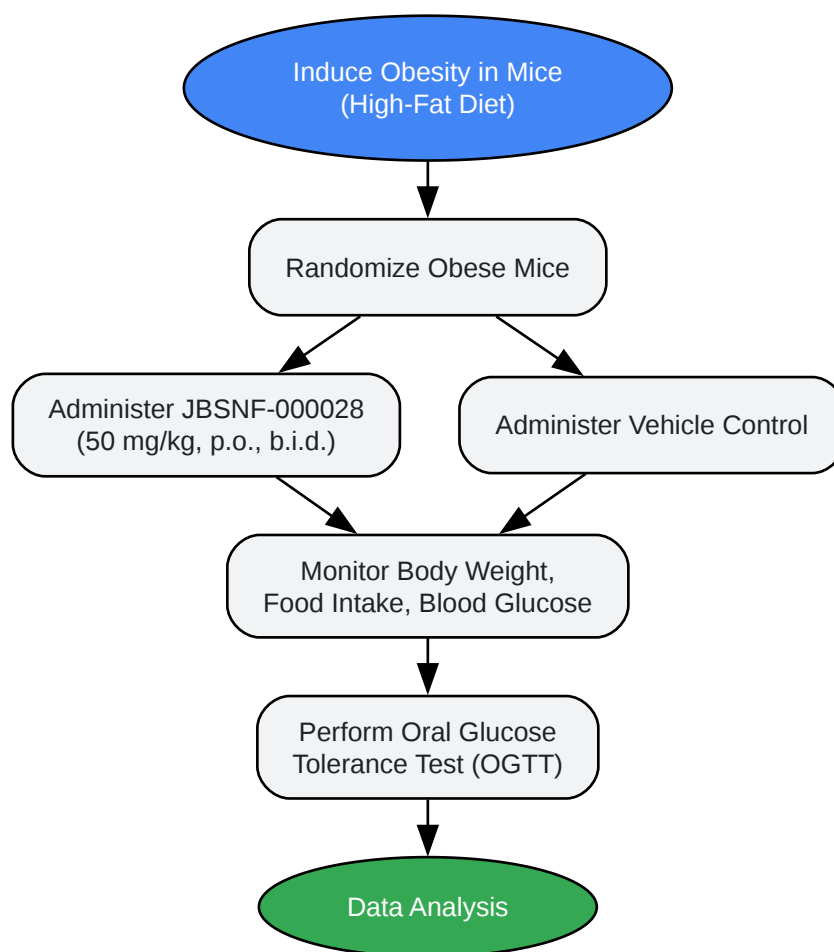 Induce Obesity in Mice
(High-Fat Diet)
Randomize Obese Mice
Administer JBSNF-000028
(50 mg/kg, p.o., b.i.d.)
Administer Vehicle Control
Monitor Body Weight,
Food Intake, Blood Glucose
Perform Oral Glucose
Tolerance Test (OGTT)
Data Analysis